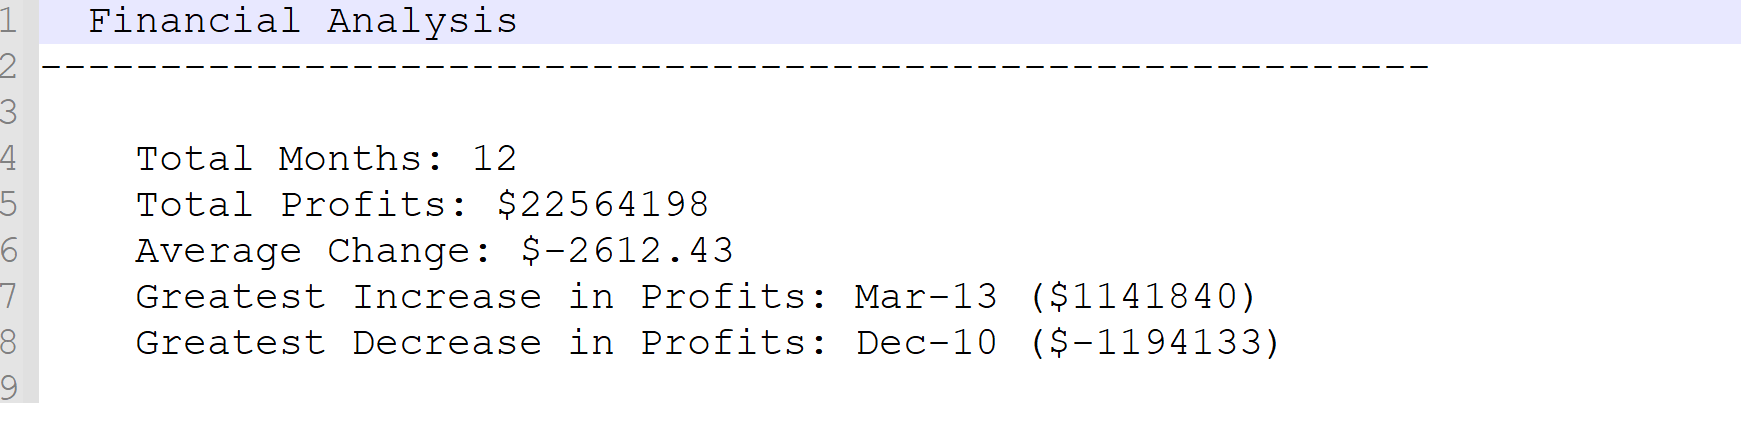 1 Financial Analysis
2 ----------------------------------------------------------
3
4 Total Months: 12
5 Total Profits: $22564198
6 Average Change: $-2612.43
7 Greatest Increase in Profits: Mar-13 ($1141840)
8 Greatest Decrease in Profits: Dec-10 ($-1194133)
9